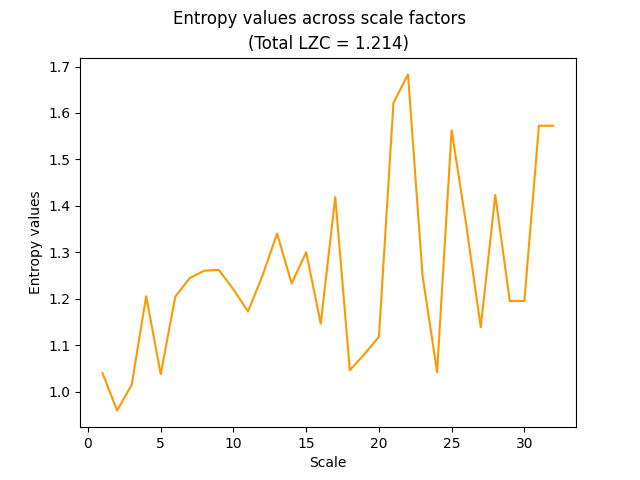 Entropy values across scale factors
(Total LZC = 1.214)
1.7
1.6
1.5
1.4
1.3
1.2
1.1
1.0
Entropy values
0 5 10 15 20 25 30
Scale